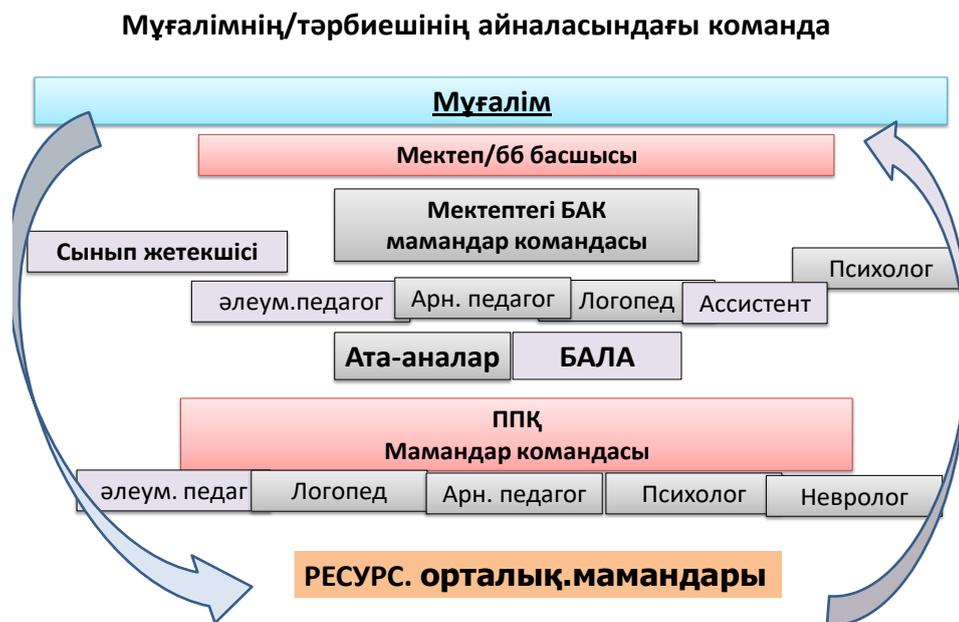 Мұғалімнің/тәрбиешінің айналасындағы команда
Мұғалім
Мектеп/бб басшысы
Мектептегі БАК
мамандар командасы
Сынып жетекшісі
Психолог
әлеум.педагог
Арн. педагог
Логопед
Ассистент
Ата-аналар
БАЛА
ППҚ
Мамандар командасы
әлеум. педаг
Логопед
Арн. педагог
Психолог
Невролог
РЕСУРС. орталық.мамандары